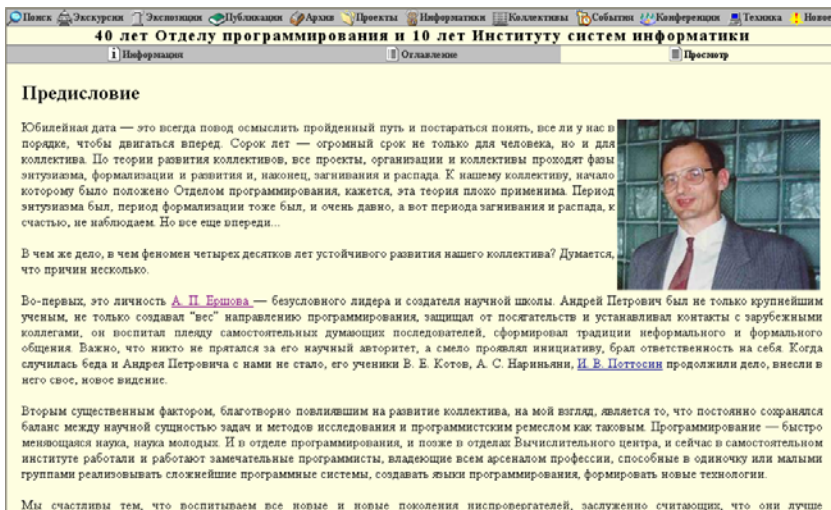 Поиск Экскурсии Экспозиции Публикации Архив Проекты Информатики Коллективы События Конференции Техника Новое
40 лет Отделу программирования и 10 лет Институту систем информатики
Информация Оглавление Просмотр
Предисловие
Юбилейная дата — это всегда повод осмыслить пройденный путь и постараться понять, все ли у нас в
порядке, чтобы двигаться вперед. Сорок лет — огромный срок не только для человека, но и для
коллектива. По теории развития коллективов, все проекты, организации и коллективы проходят фазы
энтузиазма, формализации и развития и, наконец, загнивания и распада. К нашему коллективу, начало
которому было положено Отделом программирования, кажется, эта теория плохо применима. Период
энтузиазма был, период формализации тоже был, и очень давно, а вот периода загнивания и распада, к
счастью, не наблюдаем. Но все еще впереди...
В чем же дело, в чем феномен четырех десятков лет устойчивого развития нашего коллектива? Думается,
что причин несколько.
Во-первых, это личность А. П. Ершова — безусловного лидера и создателя научной школы. Андрей Петрович был не только крупнейшим
ученым, не только создавал "вес" направлению программирования, защищал от посягательств и устанавливал контакты с зарубежными
коллегами, он воспитал плеяду самостоятельных думающих последователей, сформировал традиции неформального и формального
общения. Важно, что никто не прятался за его научный авторитет, а смело проявлял инициативу, брал ответственность на себя. Когда
случилась беда и Андрея Петровича с нами не стало, его ученики В. Е. Котов, А. С. Нариньяни, И. В. Поттосин продолжили дело, внесли в
него свое, новое видение.
Вторым существенным фактором, благотворно повлиявшим на развитие коллектива, на мой взгляд, является то, что постоянно сохранялся
баланс между научной сущностью задач и методов исследования и программистским ремеслом как таковым. Программирование — быстро
меняющаяся наука, наука молодых. И в отделе программирования, и позже в отделах Вычислительного центра, и сейчас в самостоятельном
институте работали и работают замечательные программисты, владеющие всем арсеналом профессии, способные в одиночку или малыми
группами реализовывать сложнейшие программные системы, создавать языки программирования, формировать новые технологии.
Мы счастливы тем, что воспитываем все новые и новые поколения ниспровергателей, заслуженно считающих, что они лучше